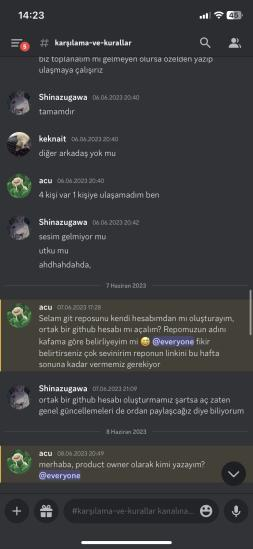 14:23
45
5
# karşılama-ve-kurallar
biz toplanalım mı gelmeyen olursa özelden yazıp
ulaşmaya çalışırız
Shinazugawa 06.06.2023 20:40
tamamdır
keknait 06.06.2023 20:40
diğer arkadaş yok mu
acu 06.06.2023 20:40
4 kişi var 1 kişiye ulaşamadım ben
Shinazugawa 06.06.2023 20:42
sesim gelmiyor mu
utku mu
ahdhahdahda,
7 Haziran 2023
acu 07.06.2023 17:28
Selam git reposunu kendi hesabımdan mı oluşturayım,
ortak bir github hesabı mı açalım? Repomuzun adını
kafama göre belirliyeyim mi 😅 @everyone fikir
belirtirseniz çok sevinirim reponun linkini bu hafta
sonuna kadar vermemiz gerekiyor
Shinazugawa 07.06.2023 21:09
ortak bir github hesabı oluşturmamız şartsa aç zaten
genel güncellemeleri de ordan paylaşcağız diye biliyorum
8 Haziran 2023
acu 08.06.2023 20:49
merhaba, product owner olarak kimi yazayım?
@everyone
#karşılama-ve-kurallar kanalına...